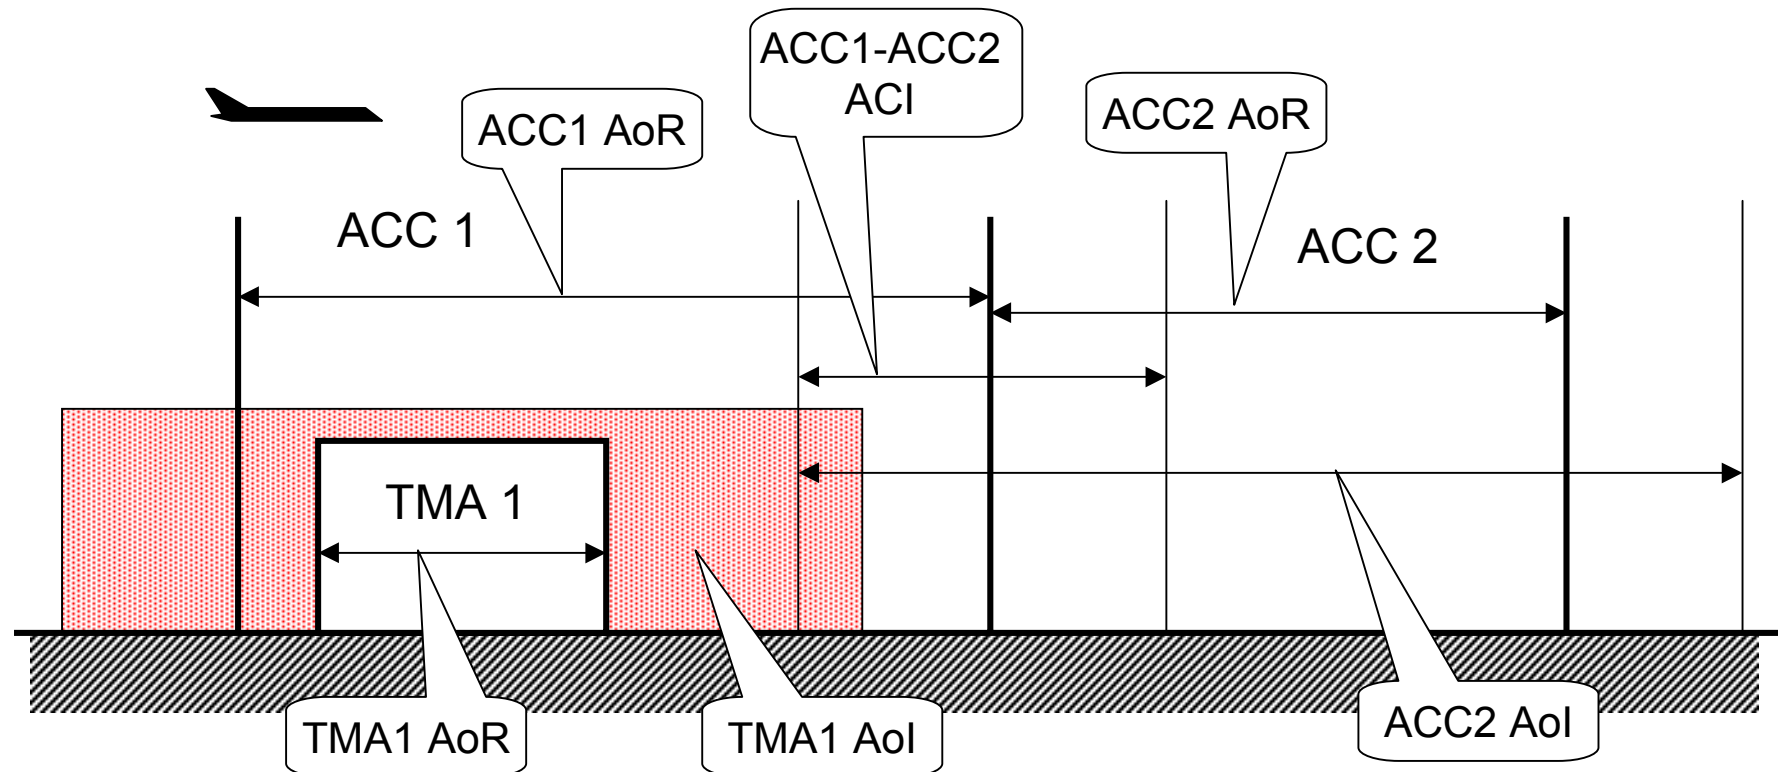 ACC1-ACC2
ACI
ACC1 AoR
ACC2 AoR
ACC 1
ACC 2
TMA 1
TMA1 AoR
TMA1 AoI
ACC2 AoI